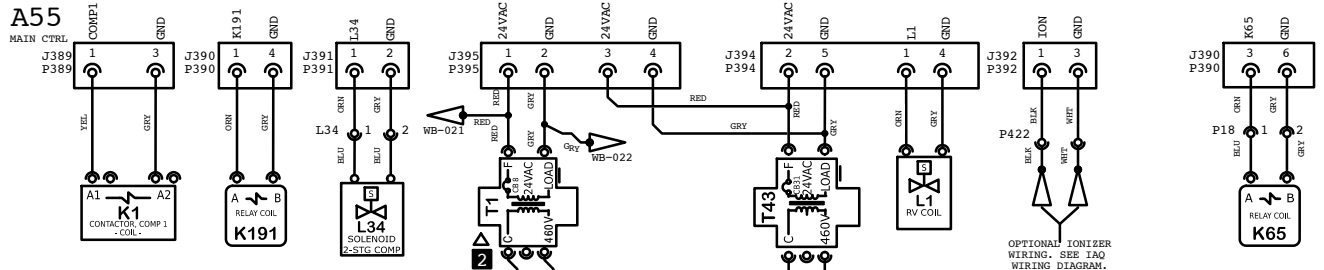 A55
MAIN CTRL
COMP1 GND K191 GND L34 GND 24VAC GND 24VAC GND 24VAC GND L1 GND ION GND K65 GND
J389 1 3 J390 1 4 J391 1 2 J395 1 2 3 4 J394 2 5 1 4 J392 1 3 J390 3 6
P389 P390 P391 P395 P394 P392 P390
YEL GRY ORN GRY ORN GRY RED GRY RED RED ORN GRY BLK WHT ORN GRY
WB-021 RED RED GRY GRY WB-022 GRY GRY
L34 1 2 P422 P18 1 2
BLU BLU BLK WHT BLU GRY
A1 A2
K1
CONTACTOR, COMP 1
- COIL -
A B
RELAY COIL
K191
S
L34
SOLENOID
2-STG COMP
T1
F CB8 24VAC LOAD
C 460V
2
T43
F CB31 24VAC LOAD
C 460V
S
L1
RV COIL
OPTIONAL IONIZER
WIRING. SEE IAQ
WIRING DIAGRAM.
A B
RELAY COIL
K65